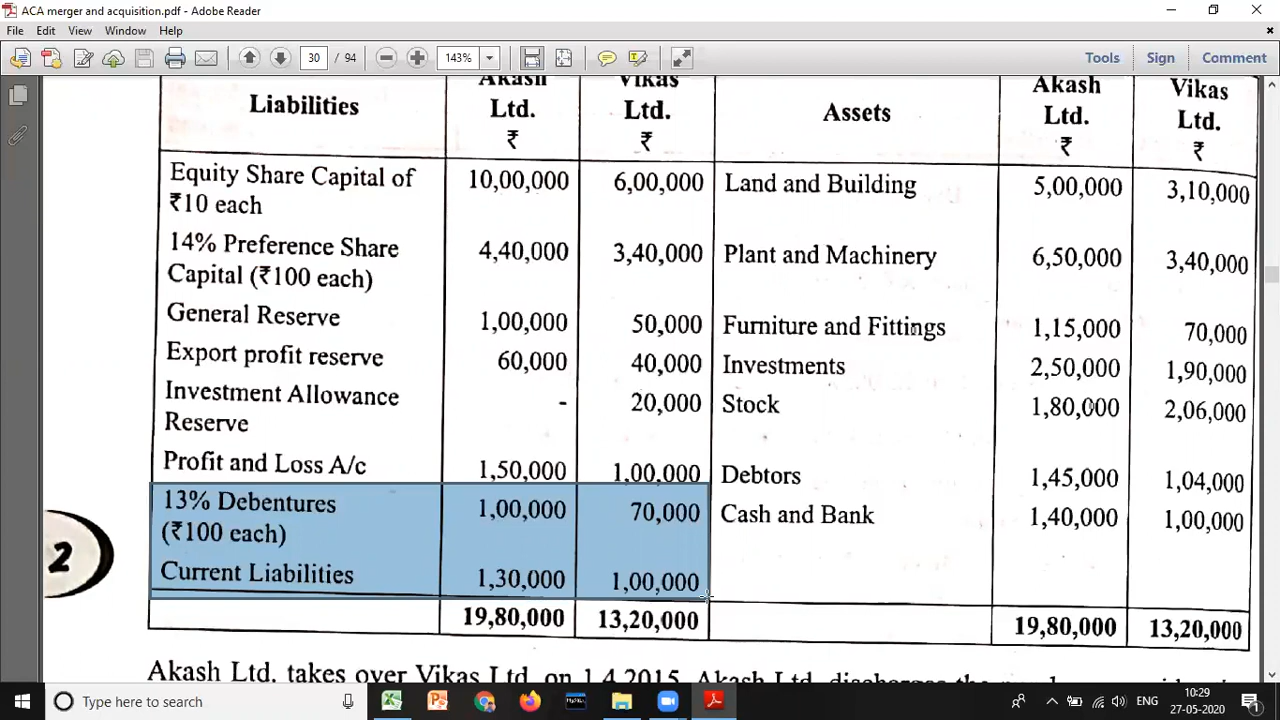 ACA merger and acquisition.pdf - Adobe Reader
File Edit View Window Help
30 / 94 143% Tools Sign Comment
Liabilities Akash Ltd. ₹ Vikas Ltd. ₹ Assets Akash Ltd. ₹ Vikas Ltd. ₹
Equity Share Capital of 10,00,000 6,00,000 Land and Building 5,00,000 3,10,000
₹10 each
14% Preference Share 4,40,000 3,40,000 Plant and Machinery 6,50,000 3,40,000
Capital (₹100 each)
General Reserve 1,00,000 50,000 Furniture and Fittings 1,15,000 70,000
Export profit reserve 60,000 40,000 Investments 2,50,000 1,90,000
Investment Allowance - 20,000 Stock 1,80,000 2,06,000
Reserve
Profit and Loss A/c 1,50,000 1,00,000 Debtors 1,45,000 1,04,000
13% Debentures 1,00,000 70,000 Cash and Bank 1,40,000 1,00,000
(₹100 each)
Current Liabilities 1,30,000 1,00,000
19,80,000 13,20,000 19,80,000 13,20,000
2
Akash Ltd. takes over Vikas Ltd. on 1.4.2015. Akash Ltd. discharges the
Type here to search
ENG
10:29
27-05-2020